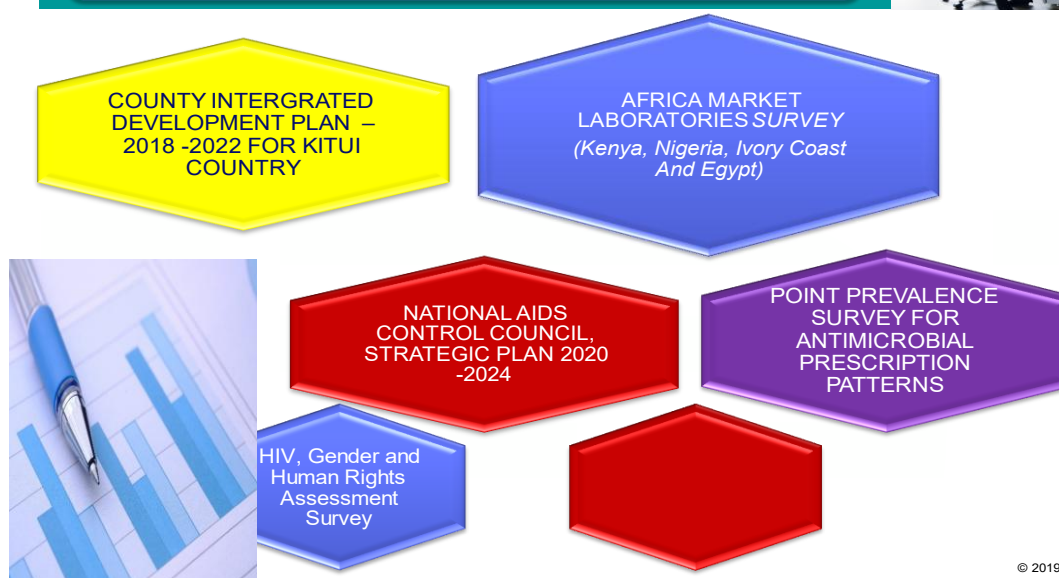 COUNTY INTERGRATED
DEVELOPMENT PLAN –
2018 -2022 FOR KITUI
COUNTRY
AFRICA MARKET
LABORATORIES SURVEY
(Kenya, Nigeria, Ivory Coast
And Egypt)
NATIONAL AIDS
CONTROL COUNCIL,
STRATEGIC PLAN 2020
-2024
POINT PREVALENCE
SURVEY FOR
ANTIMICROBIAL
PRESCRIPTION
PATTERNS
HIV, Gender and
Human Rights
Assessment
Survey
© 2019